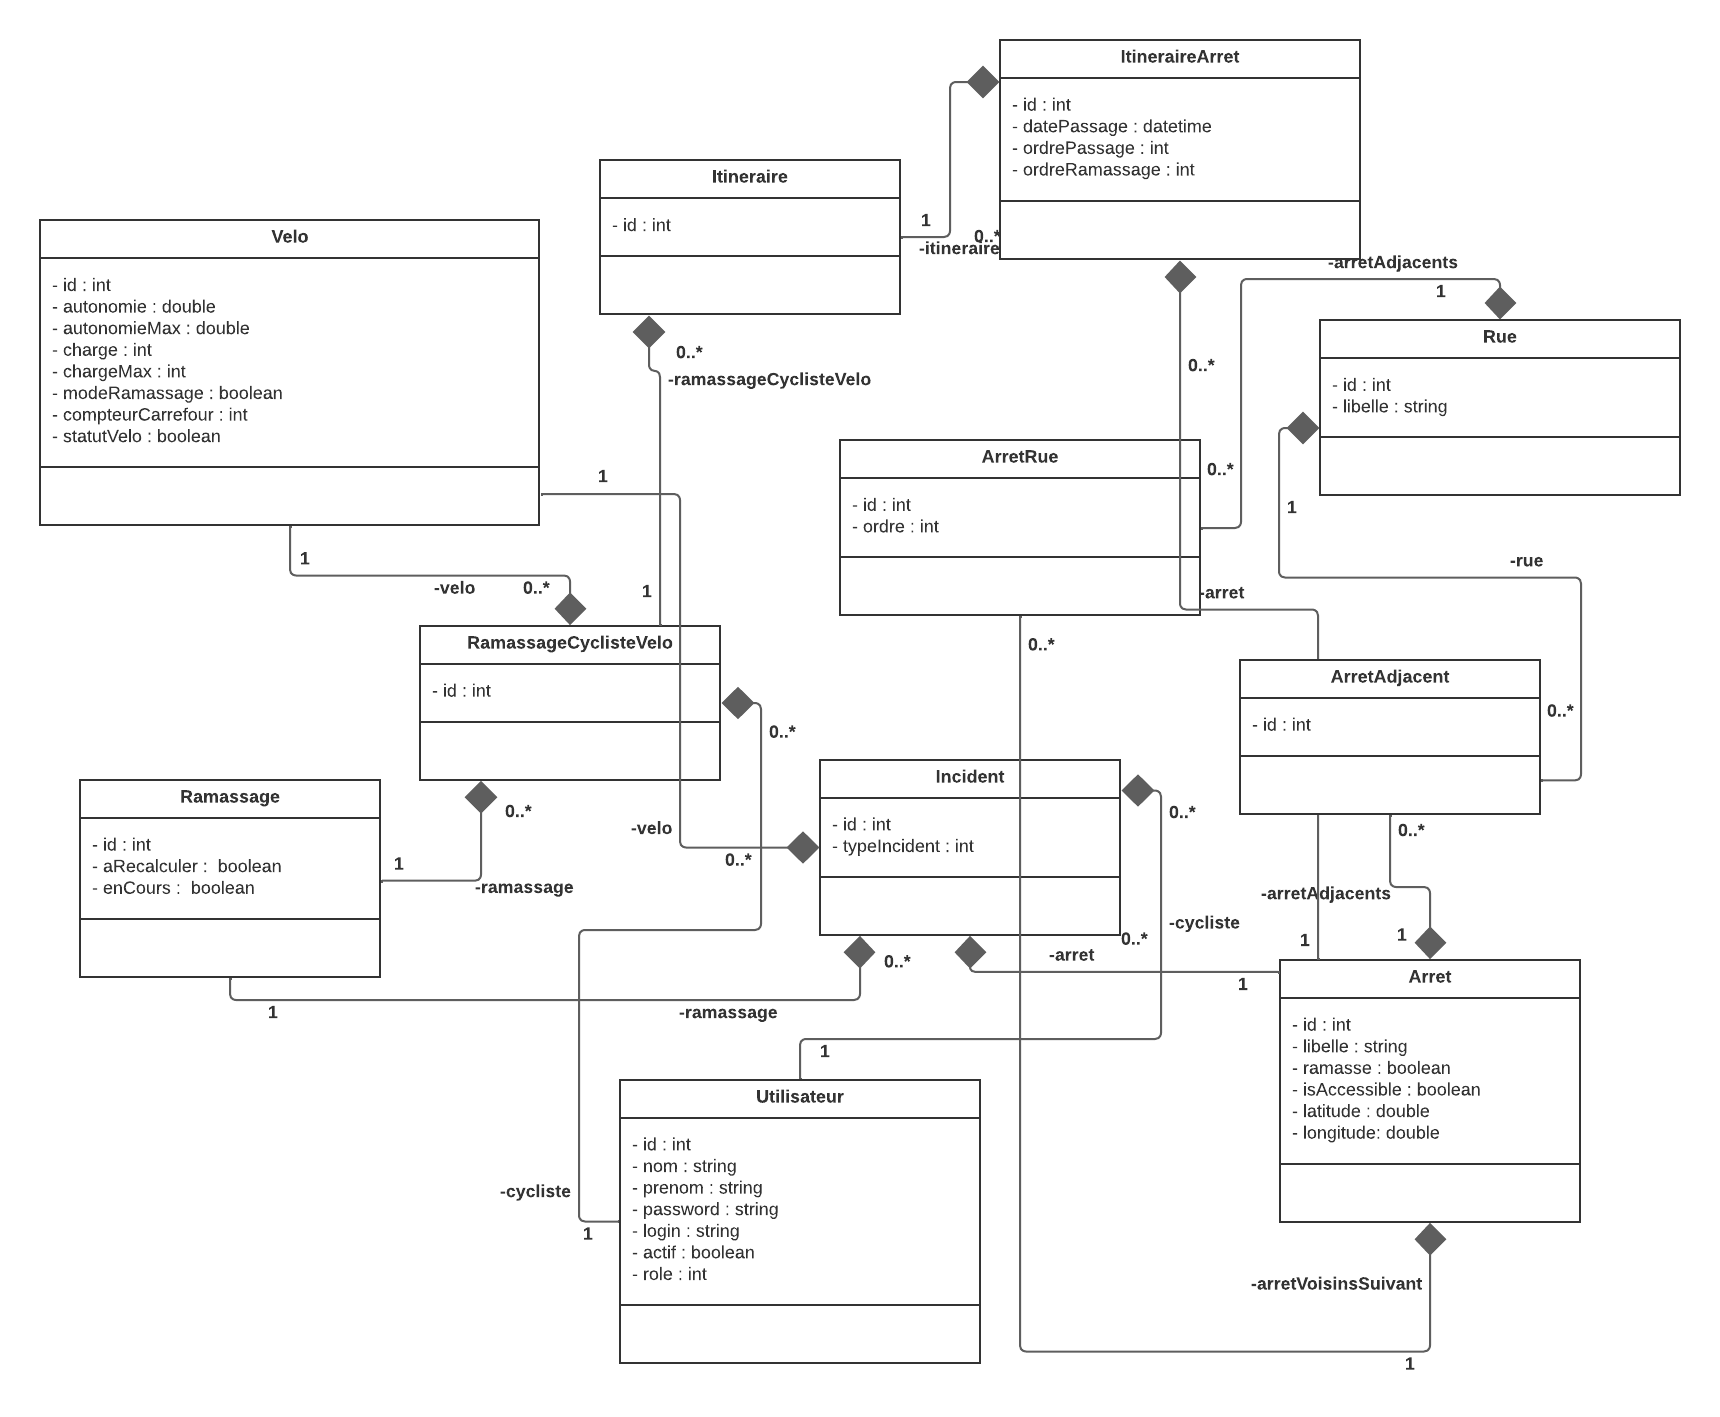 ItineraireArret
- id : int
- datePassage : datetime
- ordrePassage : int
- ordreRamassage : int
Itineraire
- id : int
1
0..*
-itineraire
Velo
- id : int
- autonomie : double
- autonomieMax : double
- charge : int
- chargeMax : int
- modeRamassage : boolean
- compteurCarrefour : int
- statutVelo : boolean
-arretAdjacents
1
Rue
- id : int
- libelle : string
0..*
-ramassageCyclisteVelo
0..*
ArretRue
- id : int
- ordre : int
0..*
1
1
-rue
1
-velo
0..*
1
-arret
RamassageCyclisteVelo
- id : int
0..*
ArretAdjacent
- id : int
0..*
0..*
Ramassage
- id : int
- aRecalculer :  boolean
- enCours :  boolean
0..*
1
-ramassage
-velo
0..*
Incident
- id : int
- typeIncident : int
0..*
-cycliste
0..*
-arretAdjacents
1
1
0..*
-arret
1
0..*
1
-ramassage
1
Arret
- id : int
- libelle : string
- ramasse : boolean
- isAccessible : boolean
- latitude : double
- longitude: double
Utilisateur
- id : int
- nom : string
- prenom : string
- password : string
- login : string
- actif : boolean
- role : int
-cycliste
1
-arretVoisinsSuivant
1